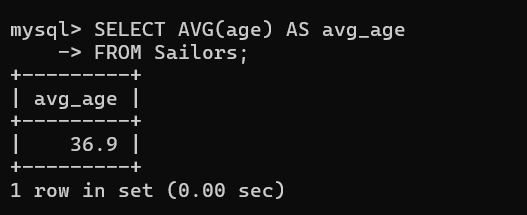 mysql> SELECT AVG(age) AS avg_age
    -> FROM Sailors;
+---------+
| avg_age |
+---------+
|    36.9 |
+---------+
1 row in set (0.00 sec)